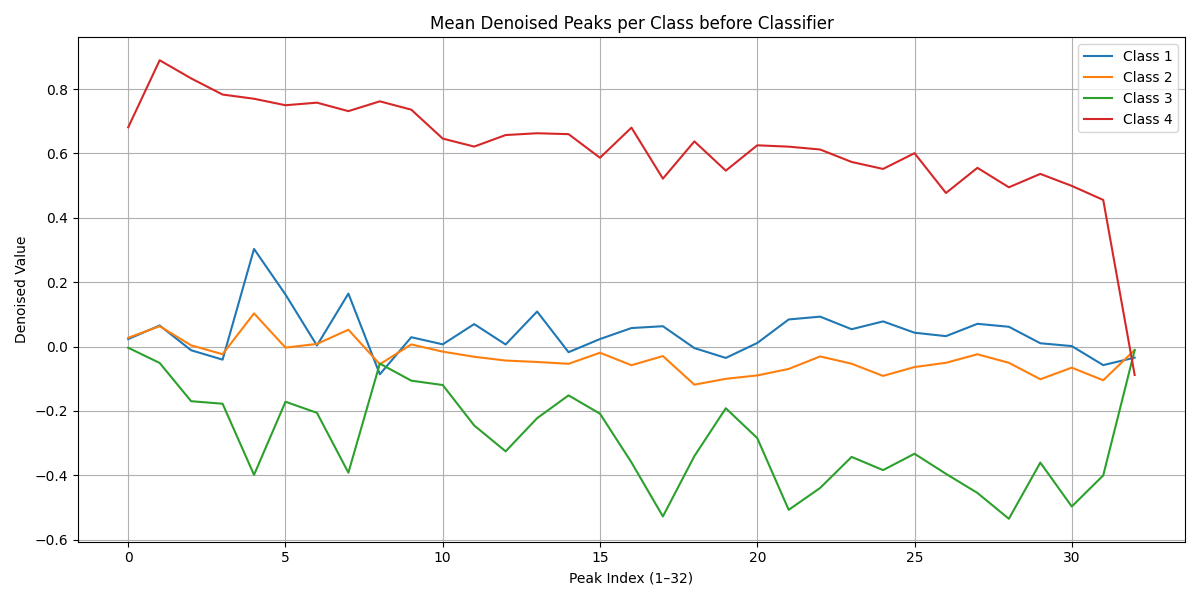 Mean Denoised Peaks per Class before Classifier
Class 1
Class 2
Class 3
Class 4
Denoised Value
0.8
0.6
0.4
0.2
0.0
−0.2
−0.4
−0.6
0 5 10 15 20 25 30
Peak Index (1–32)